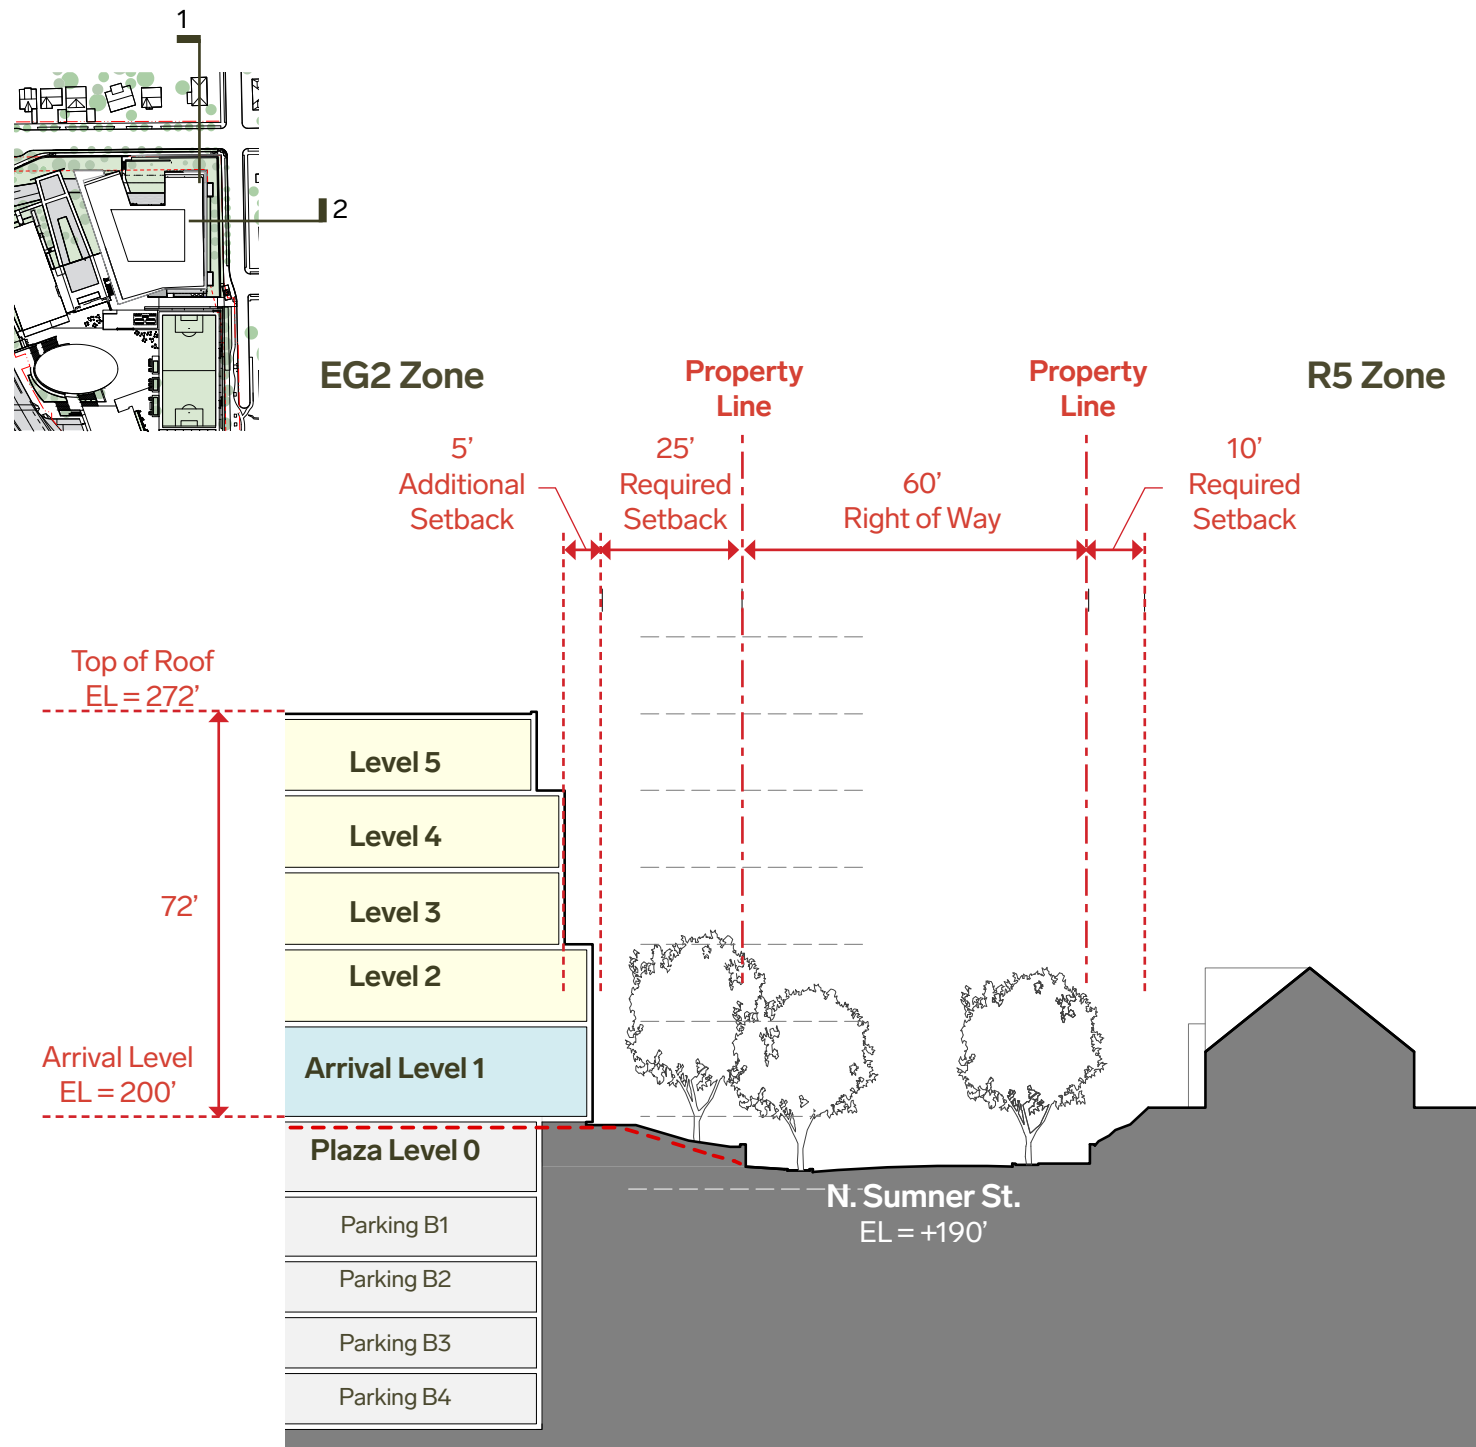 1
2
EG2 Zone
Property
Line
Property
Line
R5 Zone
5’
Additional
Setback
25’
Required
Setback
60’
Right of Way
10’
Required
Setback
Top of Roof
EL = 272’
Level 5
Level 4
72’
Level 3
Level 2
Arrival Level
EL = 200’
Arrival Level 1
Plaza Level 0
N. Sumner St.
EL = +190’
Parking B1
Parking B2
Parking B3
Parking B4